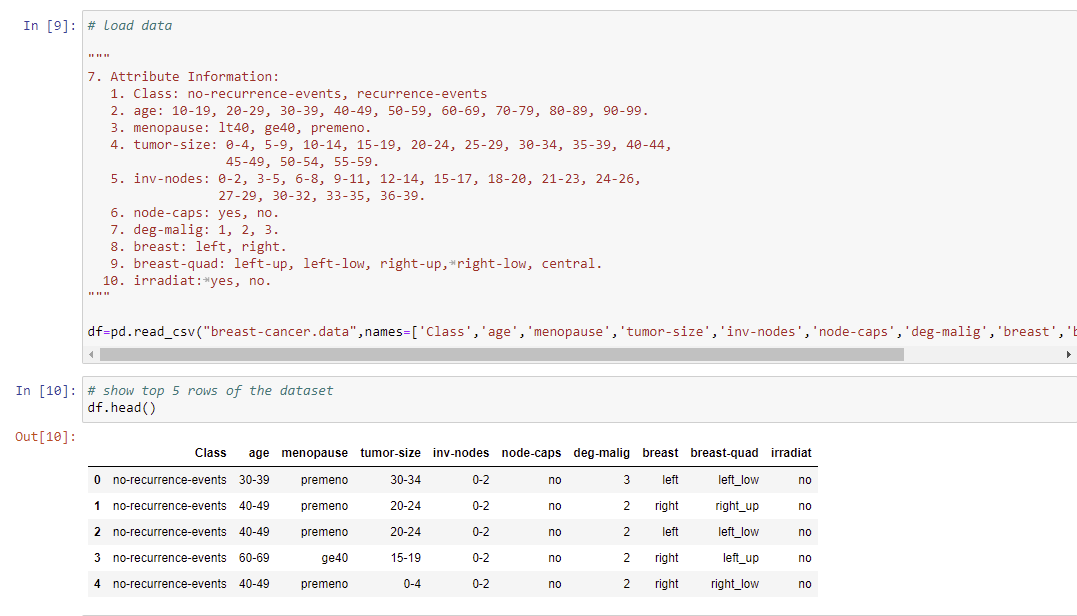 In [9]: # load data
"""
7. Attribute Information:
1. Class: no-recurrence-events, recurrence-events
2. age: 10-19, 20-29, 30-39, 40-49, 50-59, 60-69, 70-79, 80-89, 90-99.
3. menopause: lt40, ge40, premeno.
4. tumor-size: 0-4, 5-9, 10-14, 15-19, 20-24, 25-29, 30-34, 35-39, 40-44,
45-49, 50-54, 55-59.
5. inv-nodes: 0-2, 3-5, 6-8, 9-11, 12-14, 15-17, 18-20, 21-23, 24-26,
27-29, 30-32, 33-35, 36-39.
6. node-caps: yes, no.
7. deg-malig: 1, 2, 3.
8. breast: left, right.
9. breast-quad: left-up, left-low, right-up,*right-low, central.
10. irradiat:*yes, no.
"""
df=pd.read_csv("breast-cancer.data",names=['Class','age','menopause','tumor-size','inv-nodes','node-caps','deg-malig','breast','b
In [10]: # show top 5 rows of the dataset
df.head()
Out[10]:
Class age menopause tumor-size inv-nodes node-caps deg-malig breast breast-quad irradiat
0 no-recurrence-events 30-39 premeno 30-34 0-2 no 3 left left_low no
1 no-recurrence-events 40-49 premeno 20-24 0-2 no 2 right right_up no
2 no-recurrence-events 40-49 premeno 20-24 0-2 no 2 left left_low no
3 no-recurrence-events 60-69 ge40 15-19 0-2 no 2 right left_up no
4 no-recurrence-events 40-49 premeno 0-4 0-2 no 2 right right_low no